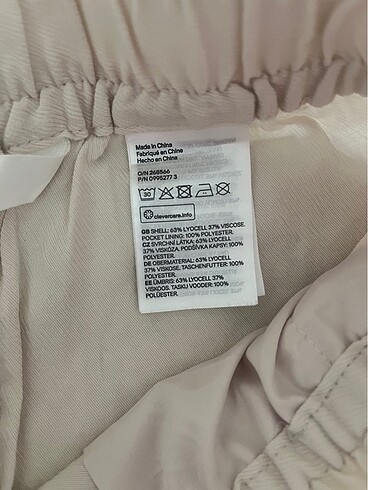 Made in China
Fabriqué en Chine
Hecho en China
O/N 268566
P/N 0995277 3
30
clevercare.info
GB SHELL: 63% LYOCELL 37% VISCOSE.
POCKET LINING: 100% POLYESTER.
CZ SVRCHNÍ LÁTKA: 63% LYOCELL
37% VISKÓZA. PODŠÍVKA KAPSY: 100%
POLYESTER.
DE OBERMATERIAL: 63% LYOCELL
37% VISKOSE. TASCHENFUTTER: 100%
POLYESTER.
EE ÜMBRIS: 63% LYOCELL 37%
VISKOOS. TASKU VOODER: 100%
POLÜESTER.